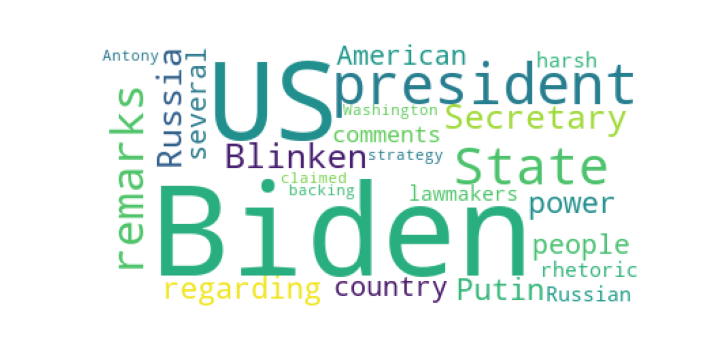 Antony
Russia
several
US
American
harsh
president
remarks
Washington
comments
Secretary
Blinken
strategy
State
claimed
backing
lawmakers
Biden
power
people
rhetoric
regarding
country
Putin
Russian